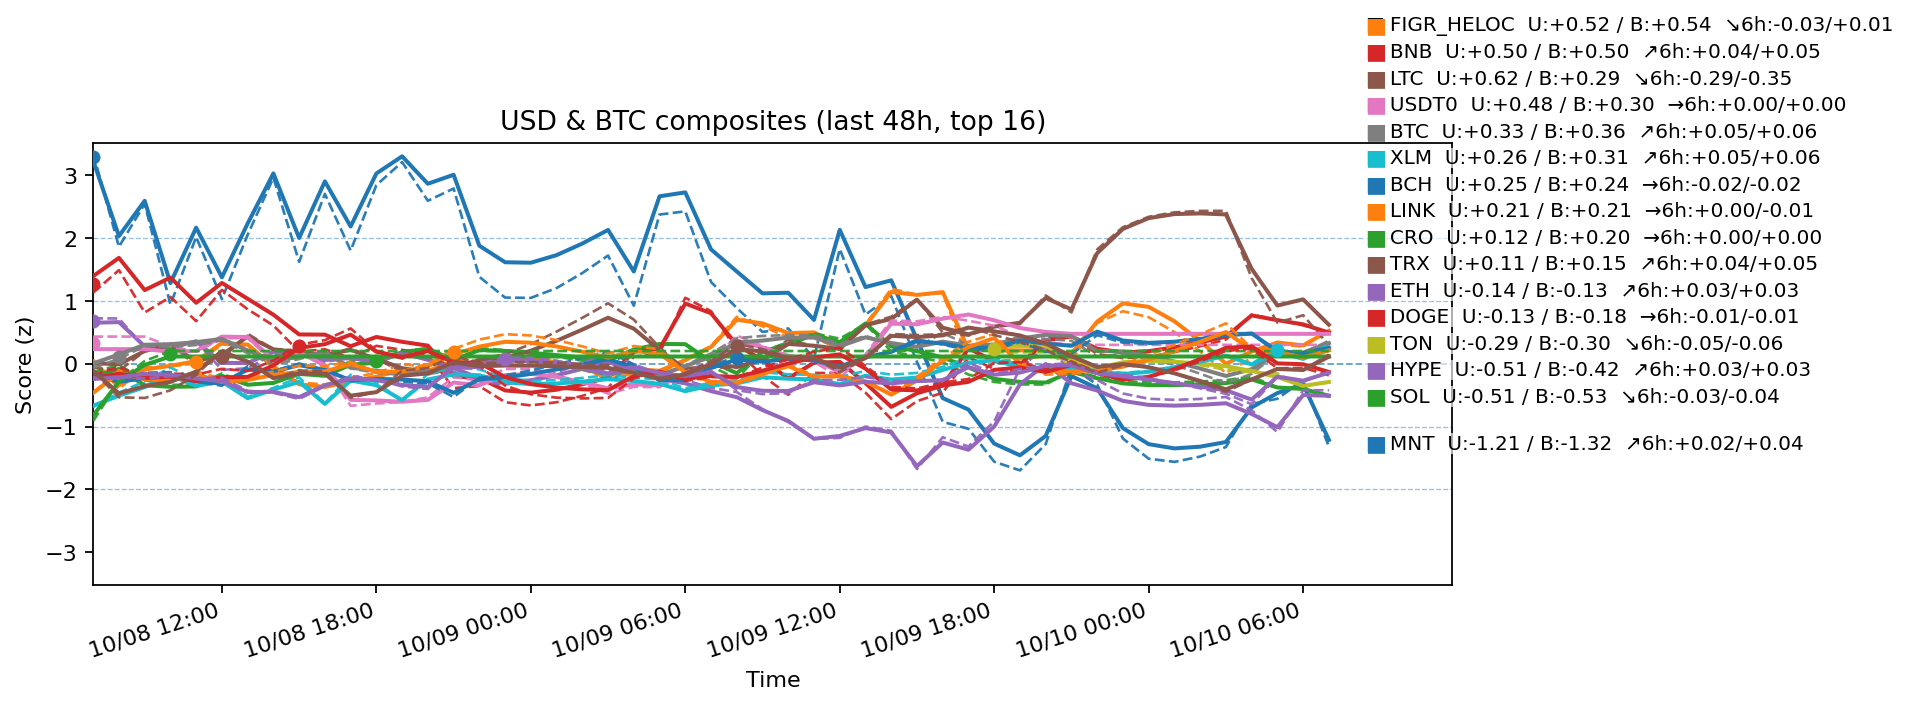 FIGR_HELOC U:+0.52 / B:+0.54 ↘6h:-0.03/+0.01
BNB U:+0.50 / B:+0.50 ↗6h:+0.04/+0.05
LTC U:+0.62 / B:+0.29 ↘6h:-0.29/-0.35
USDT0 U:+0.48 / B:+0.30 →6h:+0.00/+0.00
USD & BTC composites (last 48h, top 16)
BTC U:+0.33 / B:+0.36 ↗6h:+0.05/+0.06
XLM U:+0.26 / B:+0.31 ↗6h:+0.05/+0.06
BCH U:+0.25 / B:+0.24 →6h:-0.02/-0.02
LINK U:+0.21 / B:+0.21 →6h:+0.00/-0.01
CRO U:+0.12 / B:+0.20 →6h:+0.00/+0.00
TRX U:+0.11 / B:+0.15 ↗6h:+0.04/+0.05
ETH U:-0.14 / B:-0.13 ↗6h:+0.03/+0.03
DOGE U:-0.13 / B:-0.18 →6h:-0.01/-0.01
TON U:-0.29 / B:-0.30 ↘6h:-0.05/-0.06
HYPE U:-0.51 / B:-0.42 ↗6h:+0.03/+0.03
SOL U:-0.51 / B:-0.53 ↘6h:-0.03/-0.04
MNT U:-1.21 / B:-1.32 ↗6h:+0.02/+0.04
Score (z)
3
2
1
0
−1
−2
−3
10/08 12:00
10/08 18:00
10/09 00:00
10/09 06:00
10/09 12:00
10/09 18:00
10/10 00:00
10/10 06:00
Time